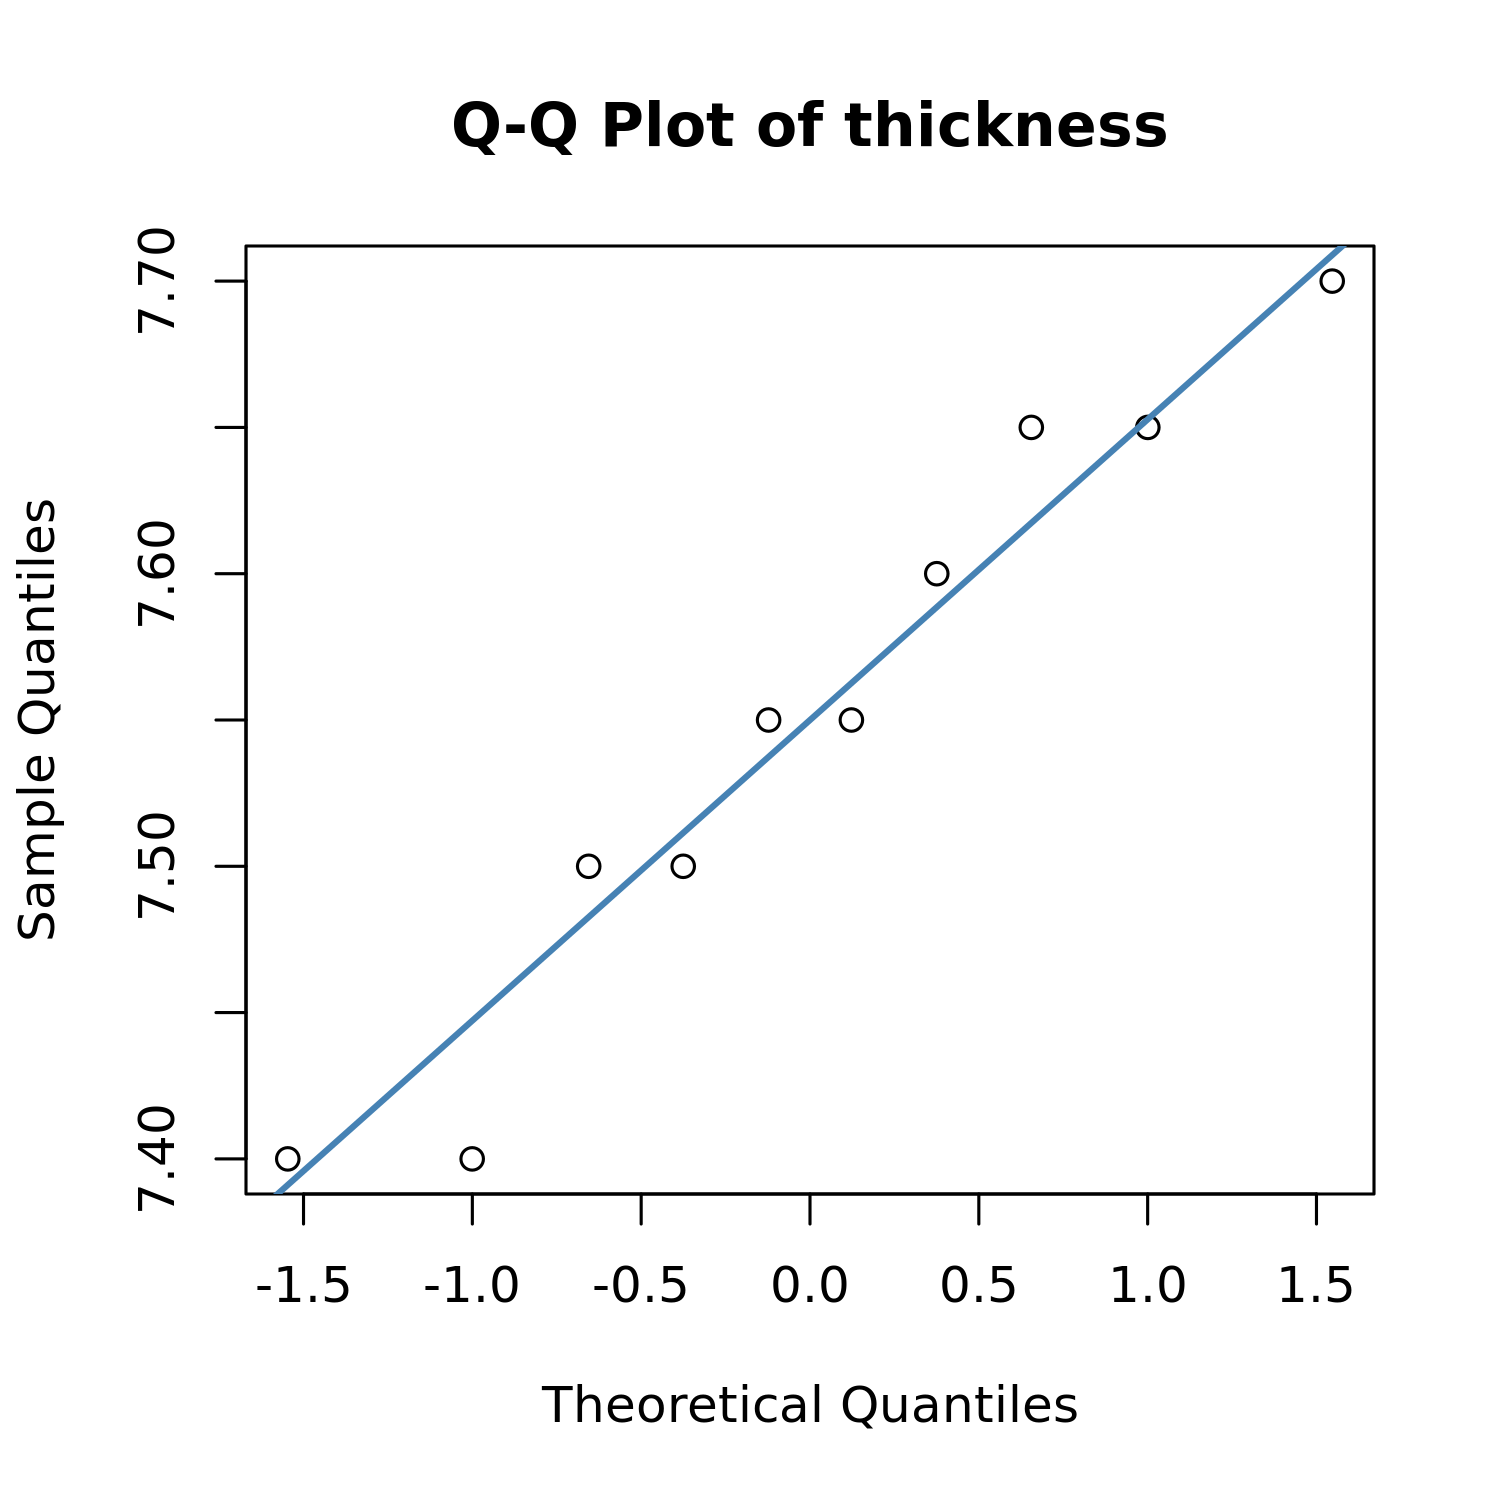 Q-Q Plot of thickness
7.70
7.60
7.50
7.40
Sample Quantiles
-1.5 -1.0 -0.5 0.0 0.5 1.0 1.5
Theoretical Quantiles